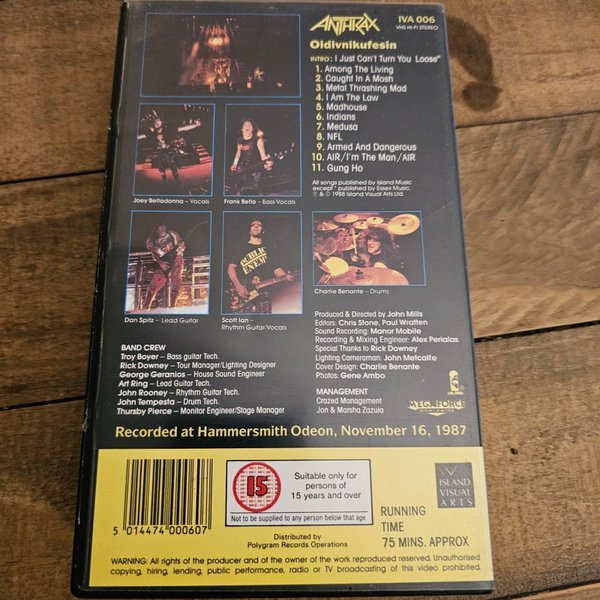 ANTHRAX
IVA 006
VHS HI-FI STEREO
Oldivnikufesin
INTRO: I Just Can't Turn You Loose*
1. Among The Living
2. Caught In A Mosh
3. Metal Thrashing Mad
4. I Am The Law
5. Madhouse
6. Indians
7. Medusa
8. NFL
9. Armed And Dangerous
10. AIR/I'm The Man/AIR
11. Gung Ho
All songs published by Island Music
except * published by Essex Music.
Ⓟ & © 1988 Island Visual Arts Ltd.
Joey Belladonna – Vocals
Frank Bello – Bass/Vocals
PUBLIC
ENEMY
Dan Spitz – Lead Guitar
Scott Ian –
Rhythm Guitar/Vocals
Charlie Benante – Drums
BAND CREW
Troy Boyer – Bass guitar Tech.
Rick Downey – Tour Manager/Lighting Designer
George Geranios – House Sound Engineer
Art Ring – Lead Guitar Tech.
John Rooney – Rhythm Guitar Tech.
John Tempesta – Drum Tech.
Thursby Pierce – Monitor Engineer/Stage Manager
Produced & Directed by John Mills
Editors: Chris Stone, Paul Wratten
Sound Recording: Manor Mobile
Recording & Mixing Engineer: Alex Perialas
Special Thanks to Rick Downey
Lighting Cameraman: John Metcalfe
Cover Design: Charlie Benante
Photos: Gene Ambo
MANAGEMENT
Crazed Management
Jon & Marsha Zazula
MEGAFORCE
WORLDWIDE
Recorded at Hammersmith Odeon, November 16, 1987
5 014474 000607
15
Suitable only for
persons of
15 years and over
Not to be supplied to any person below that age
Distributed by
Polygram Records Operations
ISLAND
VISUAL
ARTS
RUNNING
TIME
75 MINS. APPROX
WARNING: All rights of the producer and of the owner of the work reproduced reserved. Unauthorised
copying, hiring, lending, public performance, radio or TV broadcasting of this video prohibited.